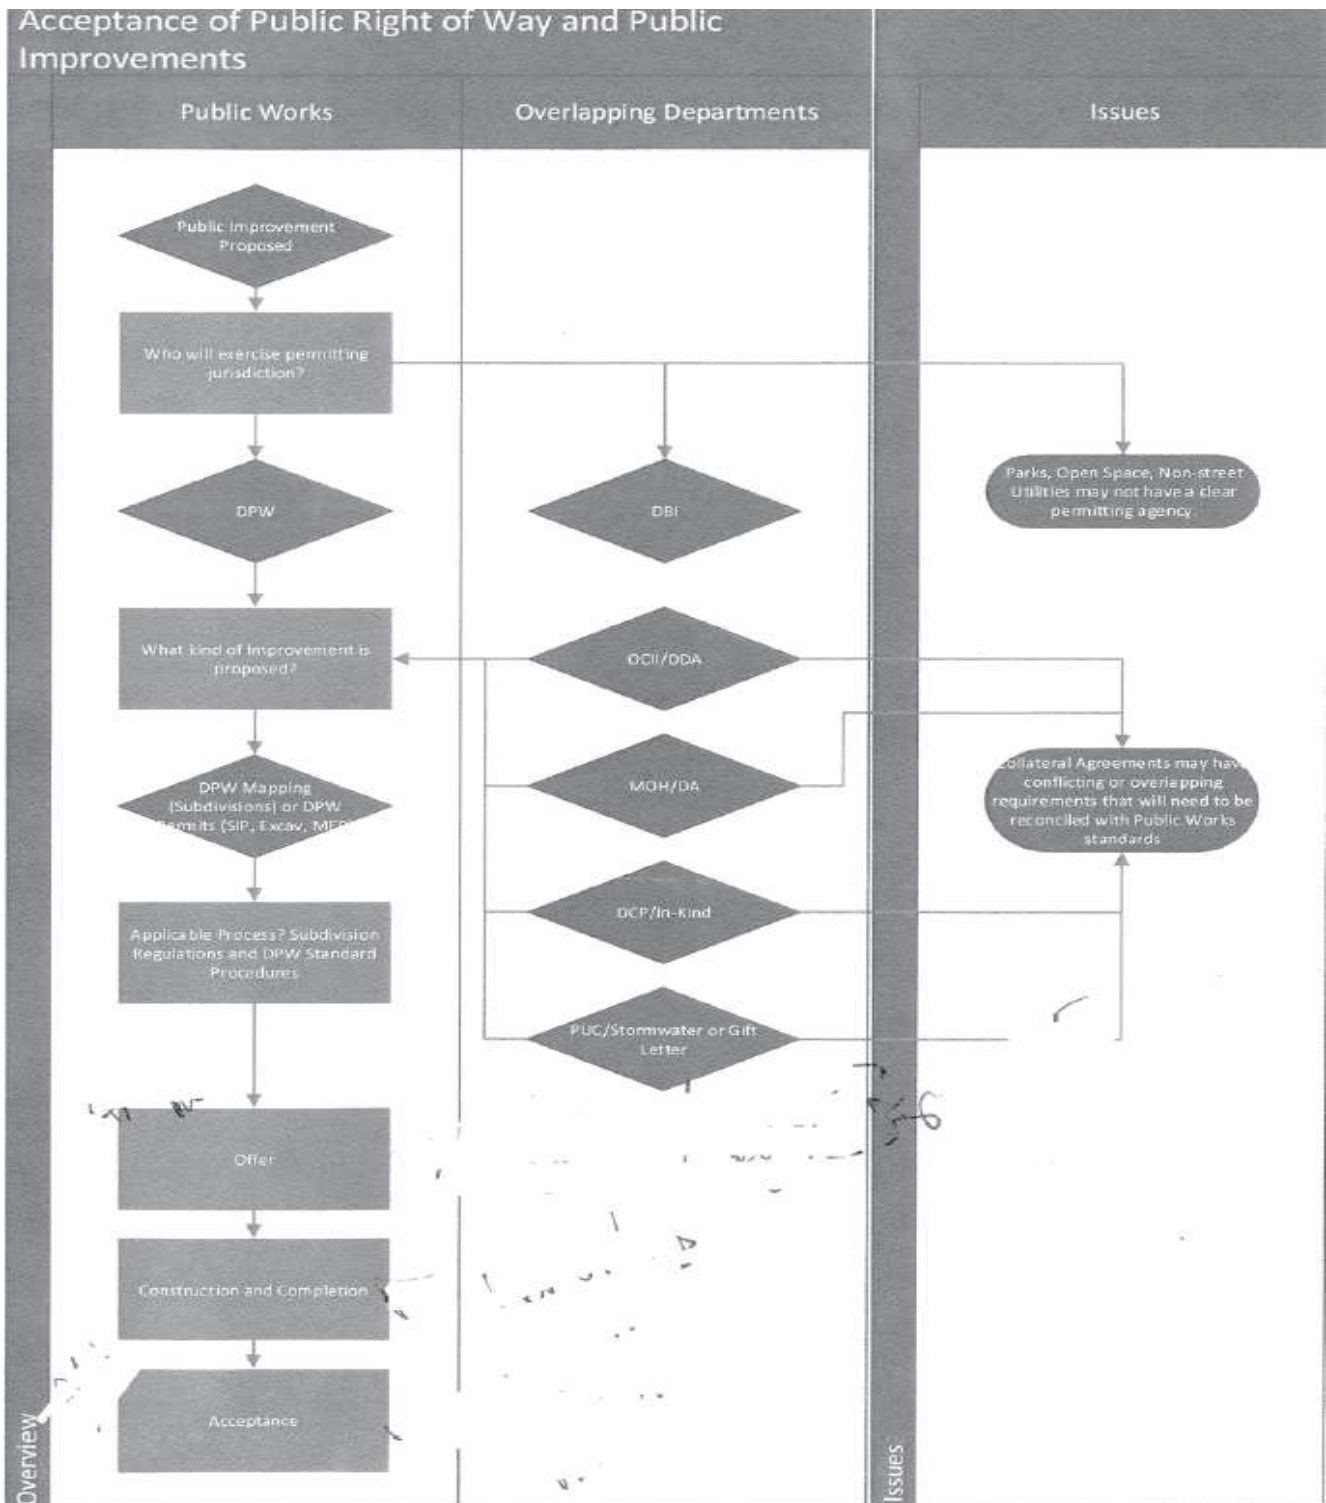 Acceptance of Public Right of Way and Public
Improvements
Public Works
Overlapping Departments
Issues
Public Improvement
Proposed
Who will exercise permitting
jurisdiction?
DPW
DBI
Parks, Open Space, Non-street
Utilities may not have a clear
permitting agency.
What kind of Improvement is
proposed?
OCII/DDA
MOH/DA
Collateral Agreements may have
conflicting or overlapping
requirements that will need to be
reconciled with Public Works
standards
DPW Mapping
(Subdivisions) or DPW
Permits (SIP, Excav, MEP)
DCP/In-Kind
Applicable Process? Subdivision
Regulations and DPW Standard
Procedures
PUC/Stormwater or Gift
Letter
Offer
Construction and Completion
Acceptance
Overview
Issues